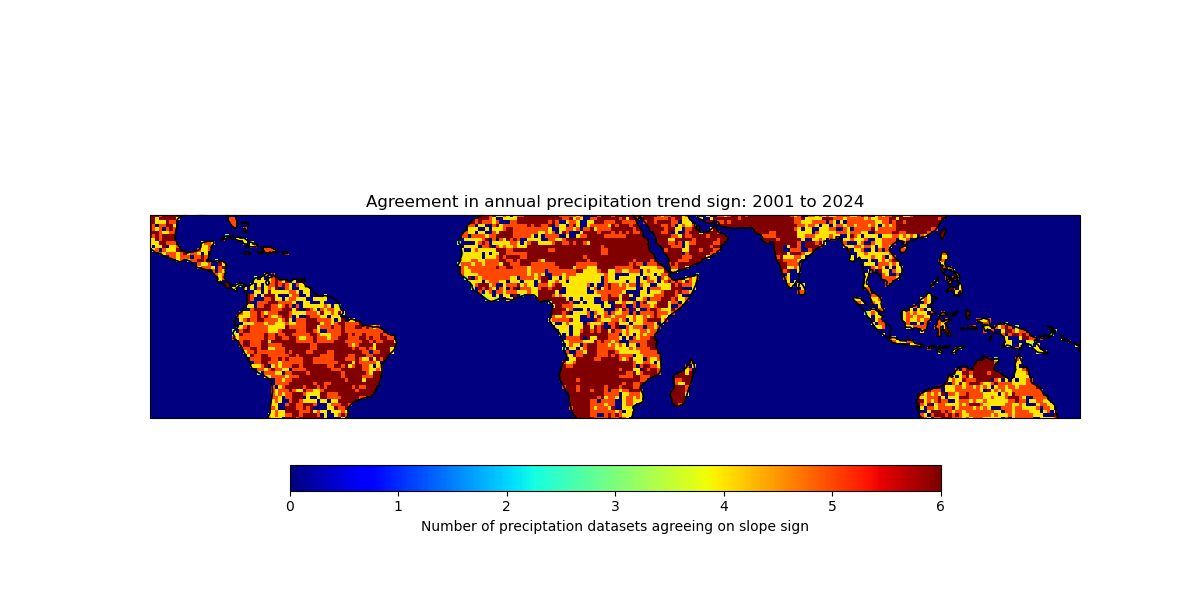 Agreement in annual precipitation trend sign: 2001 to 2024
0 1 2 3 4 5 6
Number of preciptation datasets agreeing on slope sign